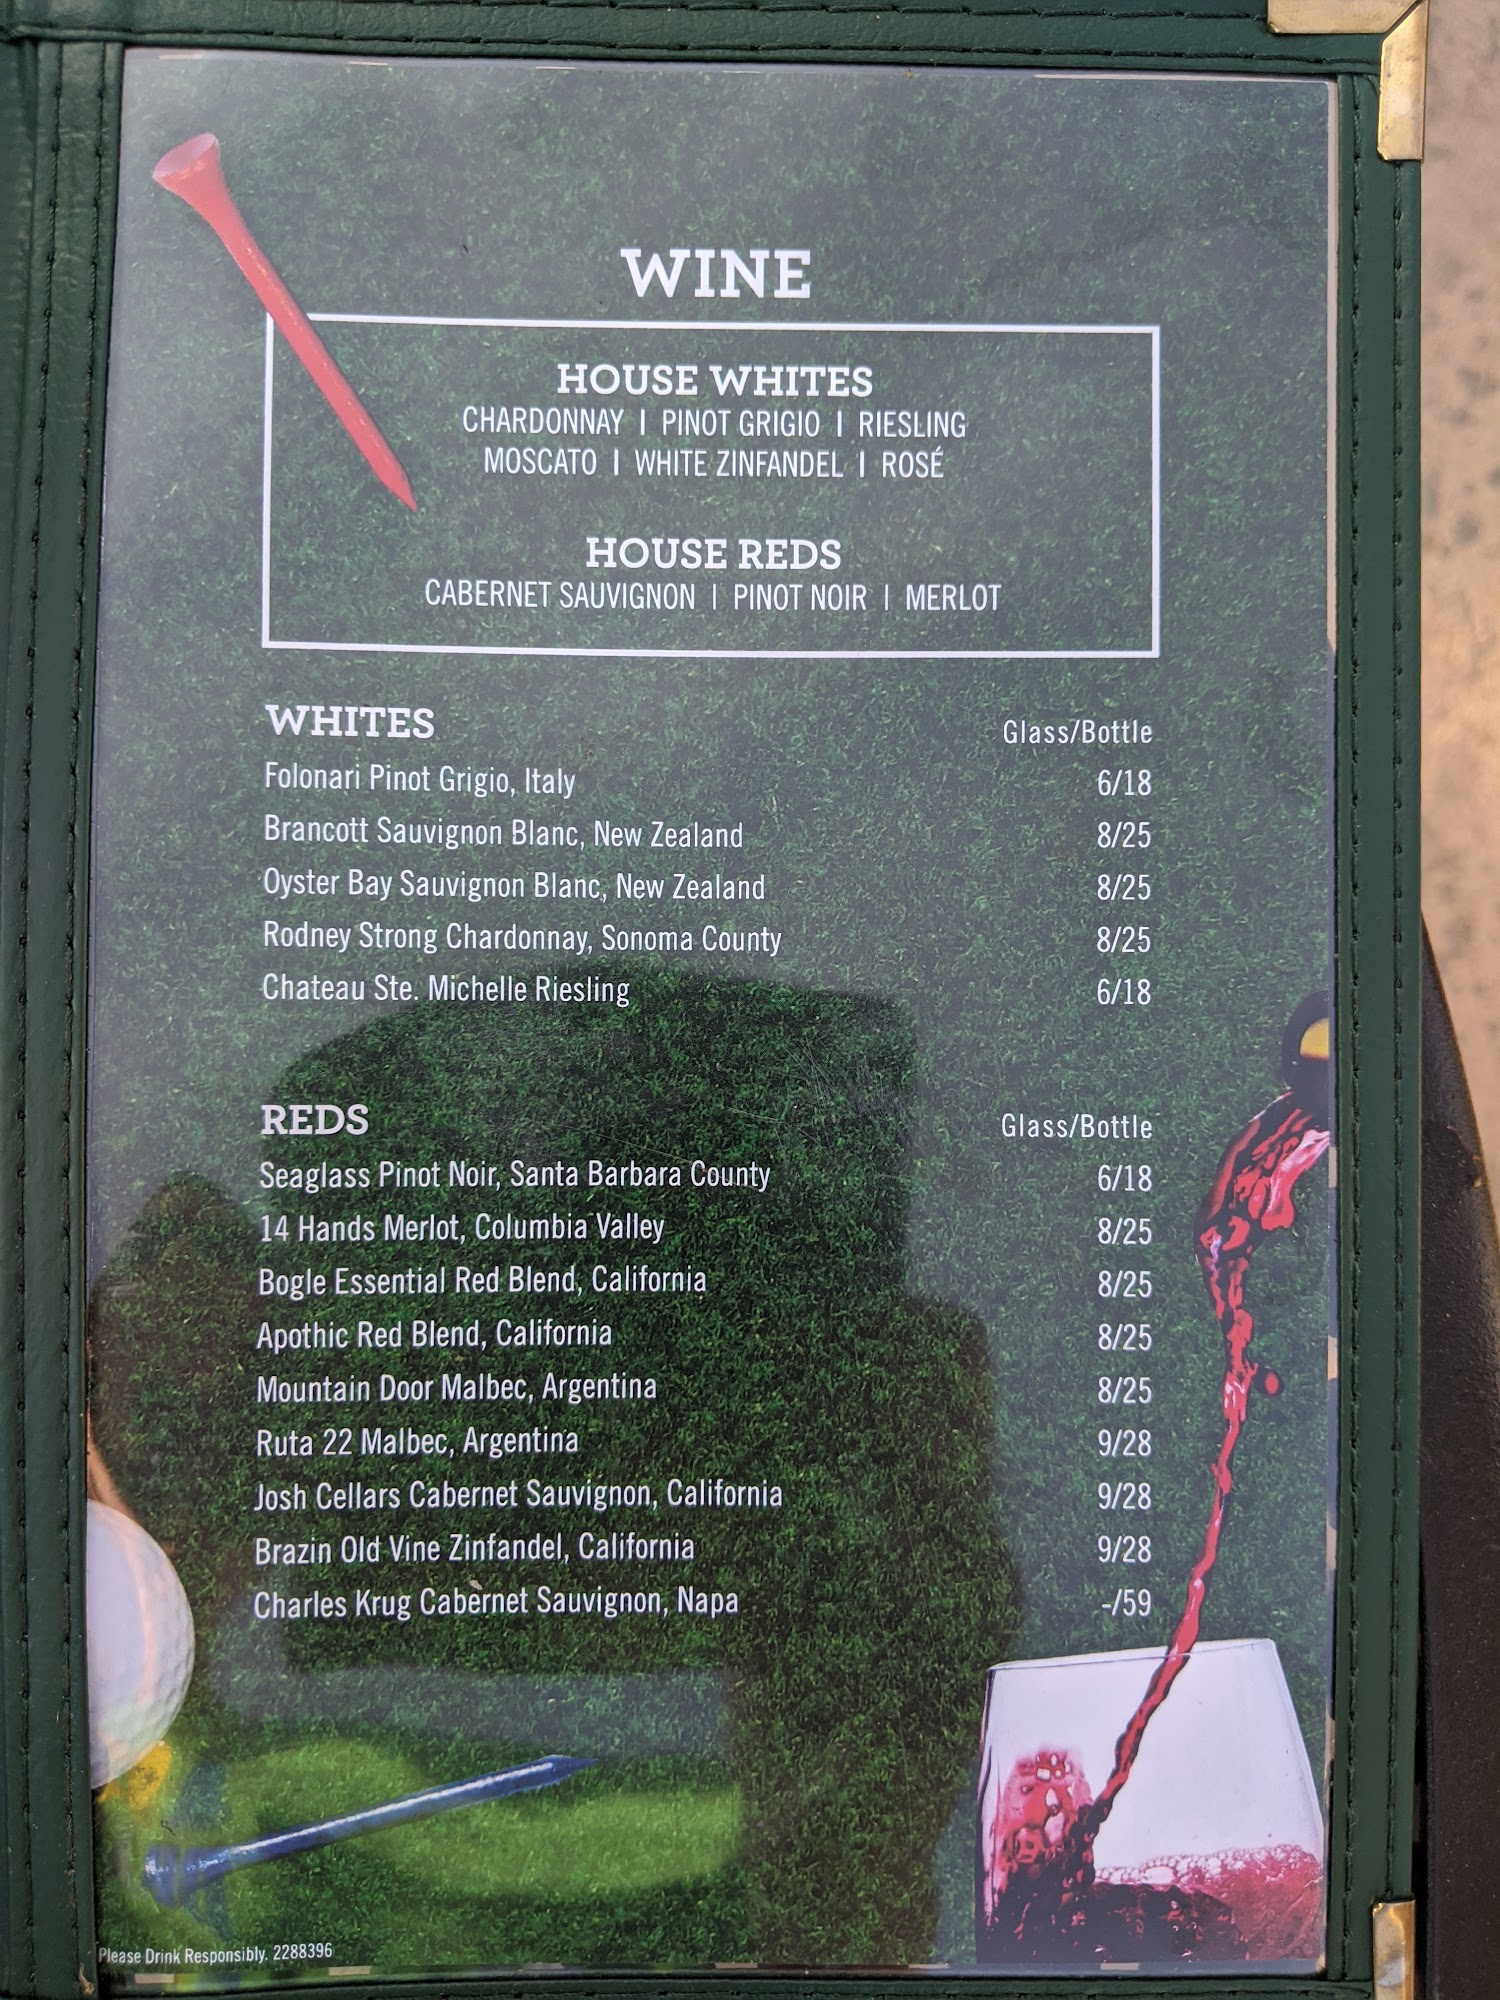 WINE
HOUSE WHITES
CHARDONNAY | PINOT GRIGIO | RIESLING
MOSCATO | WHITE ZINFANDEL | ROSÉ
HOUSE REDS
CABERNET SAUVIGNON | PINOT NOIR | MERLOT
WHITES Glass/Bottle
Folonari Pinot Grigio, Italy 6/18
Brancott Sauvignon Blanc, New Zealand 8/25
Oyster Bay Sauvignon Blanc, New Zealand 8/25
Rodney Strong Chardonnay, Sonoma County 8/25
Chateau Ste. Michelle Riesling 6/18
REDS Glass/Bottle
Seaglass Pinot Noir, Santa Barbara County 6/18
14 Hands Merlot, Columbia Valley 8/25
Bogle Essential Red Blend, California 8/25
Apothic Red Blend, California 8/25
Mountain Door Malbec, Argentina 8/25
Ruta 22 Malbec, Argentina 9/28
Josh Cellars Cabernet Sauvignon, California 9/28
Brazin Old Vine Zinfandel, California 9/28
Charles Krug Cabernet Sauvignon, Napa -/59
Please Drink Responsibly. 2288396